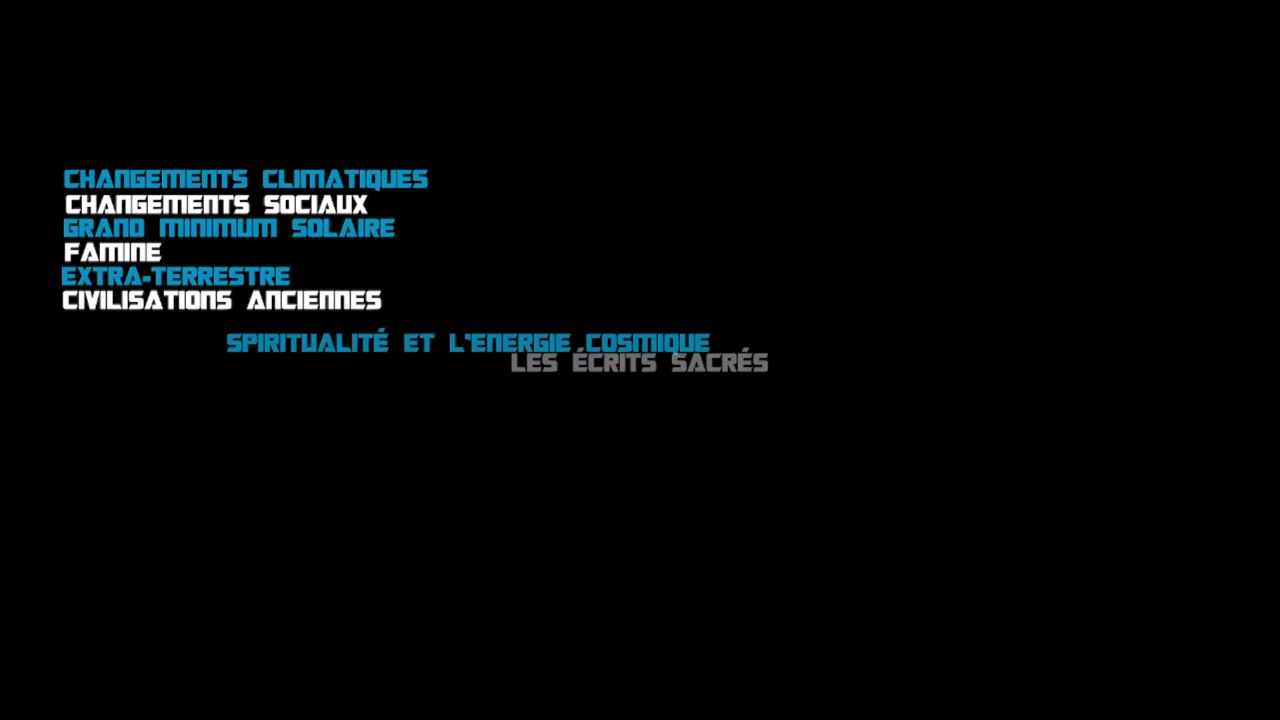 CHANGEMENTS CLIMATIQUES
CHANGEMENTS SOCIAUX
GRAND MINIMUM SOLAIRE
FAMINE
EXTRA-TERRESTRE
CIVILISATIONS ANCIENNES
SPIRITUALITÉ ET L'ENERGIE COSMIQUE
LES ÉCRITS SACRÉS